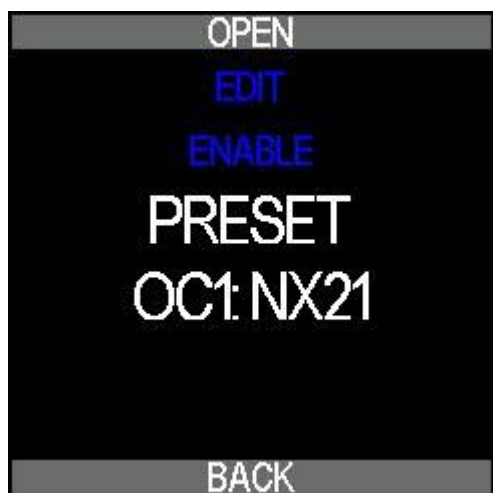 OPEN
EDIT
ENABLE
PRESET
OC1: NX21
BACK